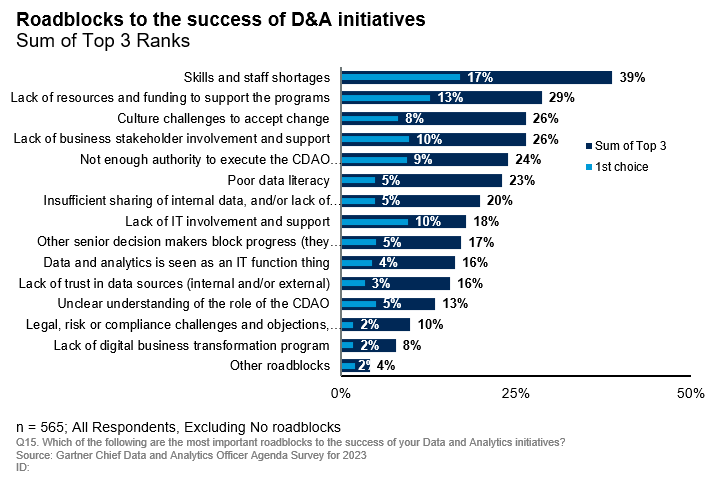 Roadblocks to the success of D&A initiatives
Sum of Top 3 Ranks
Skills and staff shortages 17% 39%
Lack of resources and funding to support the programs 13% 29%
Culture challenges to accept change 8% 26%
Lack of business stakeholder involvement and support 10% 26%
Not enough authority to execute the CDAO... 9% 24%
Poor data literacy 5% 23%
Insufficient sharing of internal data, and/or lack of... 5% 20%
Lack of IT involvement and support 10% 18%
Other senior decision makers block progress (they... 5% 17%
Data and analytics is seen as an IT function thing 4% 16%
Lack of trust in data sources (internal and/or external) 3% 16%
Unclear understanding of the role of the CDAO 5% 13%
Legal, risk or compliance challenges and objections,... 2% 10%
Lack of digital business transformation program 2% 8%
Other roadblocks 2% 4%
Sum of Top 3
1st choice
0% 25% 50%
n = 565; All Respondents, Excluding No roadblocks
Q15. Which of the following are the most important roadblocks to the success of your Data and Analytics initiatives?
Source: Gartner Chief Data and Analytics Officer Agenda Survey for 2023
ID: